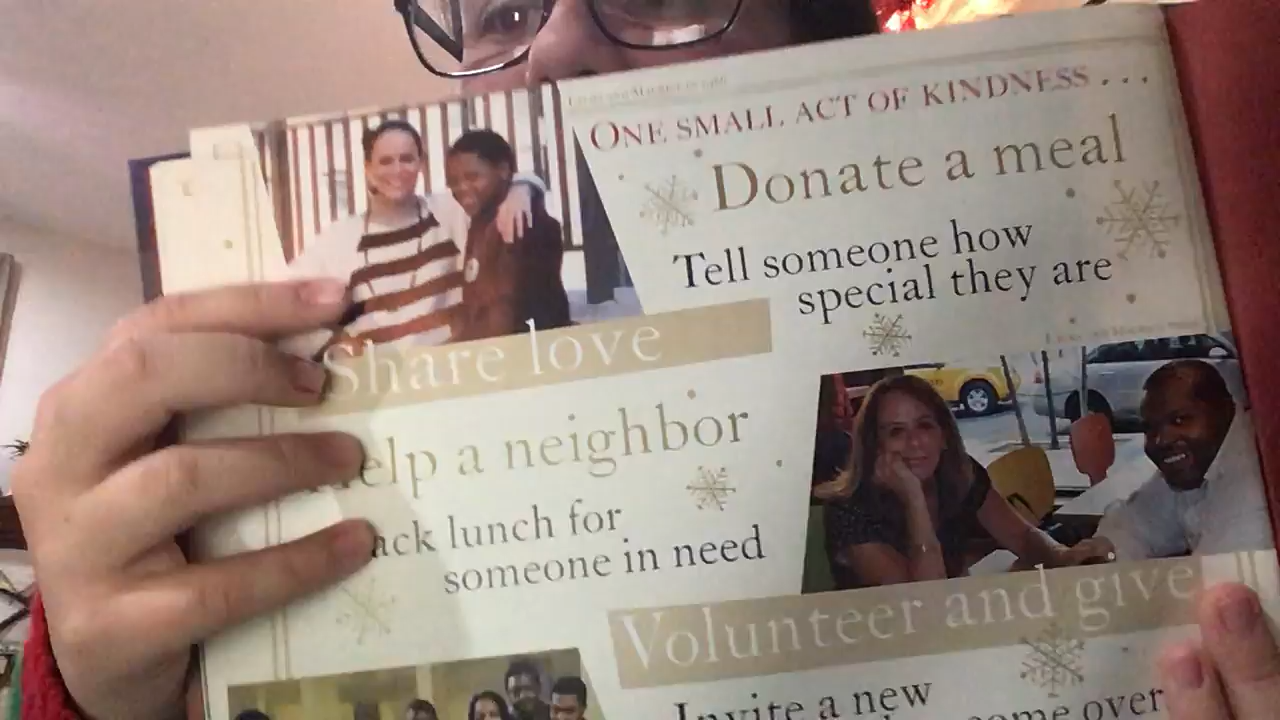 ONE SMALL ACT OF KINDNESS . . .
Donate a meal
Tell someone how
special they are
Share love
elp a neighbor
ack lunch for
someone in need
Volunteer and give
Invite a new
come over